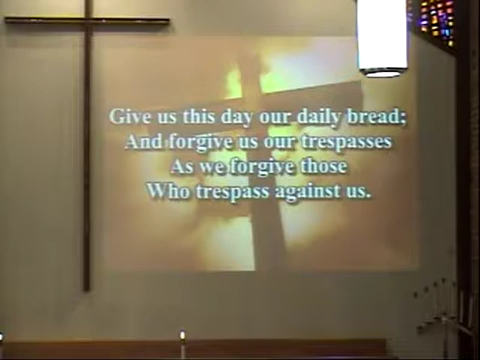 Give us this day our daily bread;
And forgive us our trespasses
As we forgive those
Who trespass against us.